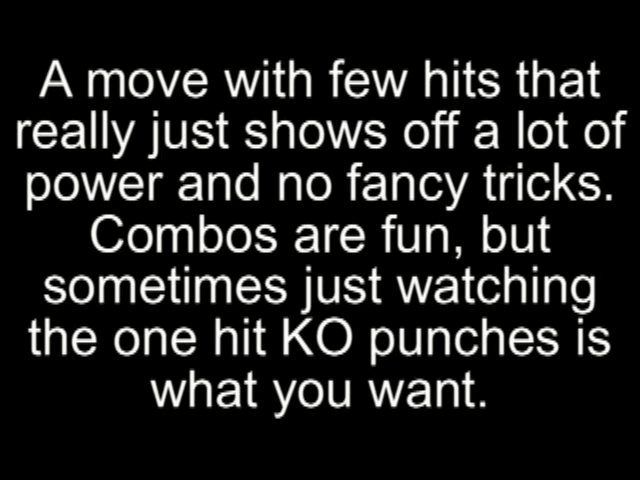 A move with few hits that
really just shows off a lot of
power and no fancy tricks.
Combos are fun, but
sometimes just watching
the one hit KO punches is
what you want.